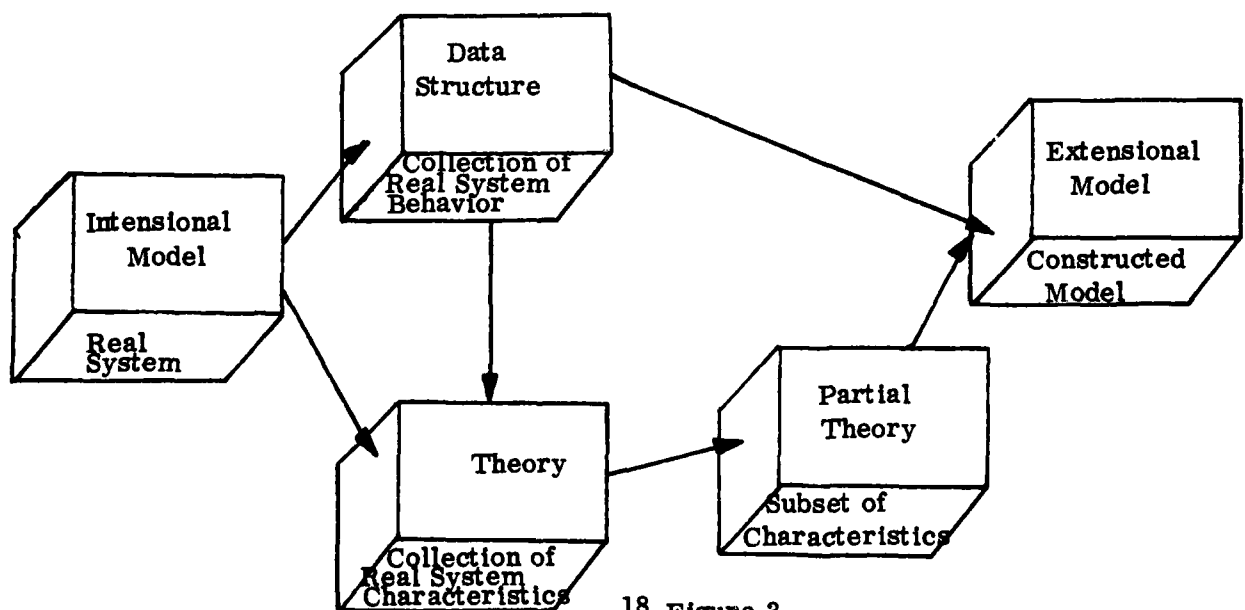 Data
Structure
Collection of
Real System
Behavior
Intensional
Model
Real
System
Extensional
Model
Constructed
Model
Theory
Collection of
Real System
Characteristics
Partial
Theory
Subset of
Characteristics
18 Figure